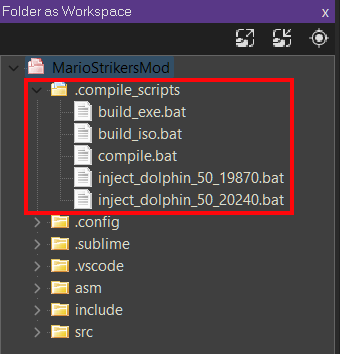 Folder as Workspace x
MarioStrikersMod
.compile_scripts
build_exe.bat
build_iso.bat
compile.bat
inject_dolphin_50_19870.bat
inject_dolphin_50_20240.bat
.config
.sublime
.vscode
asm
include
src